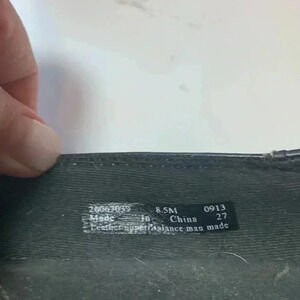 26067039 8.5M 0913
Made In China 27
Leather upper Balance man made